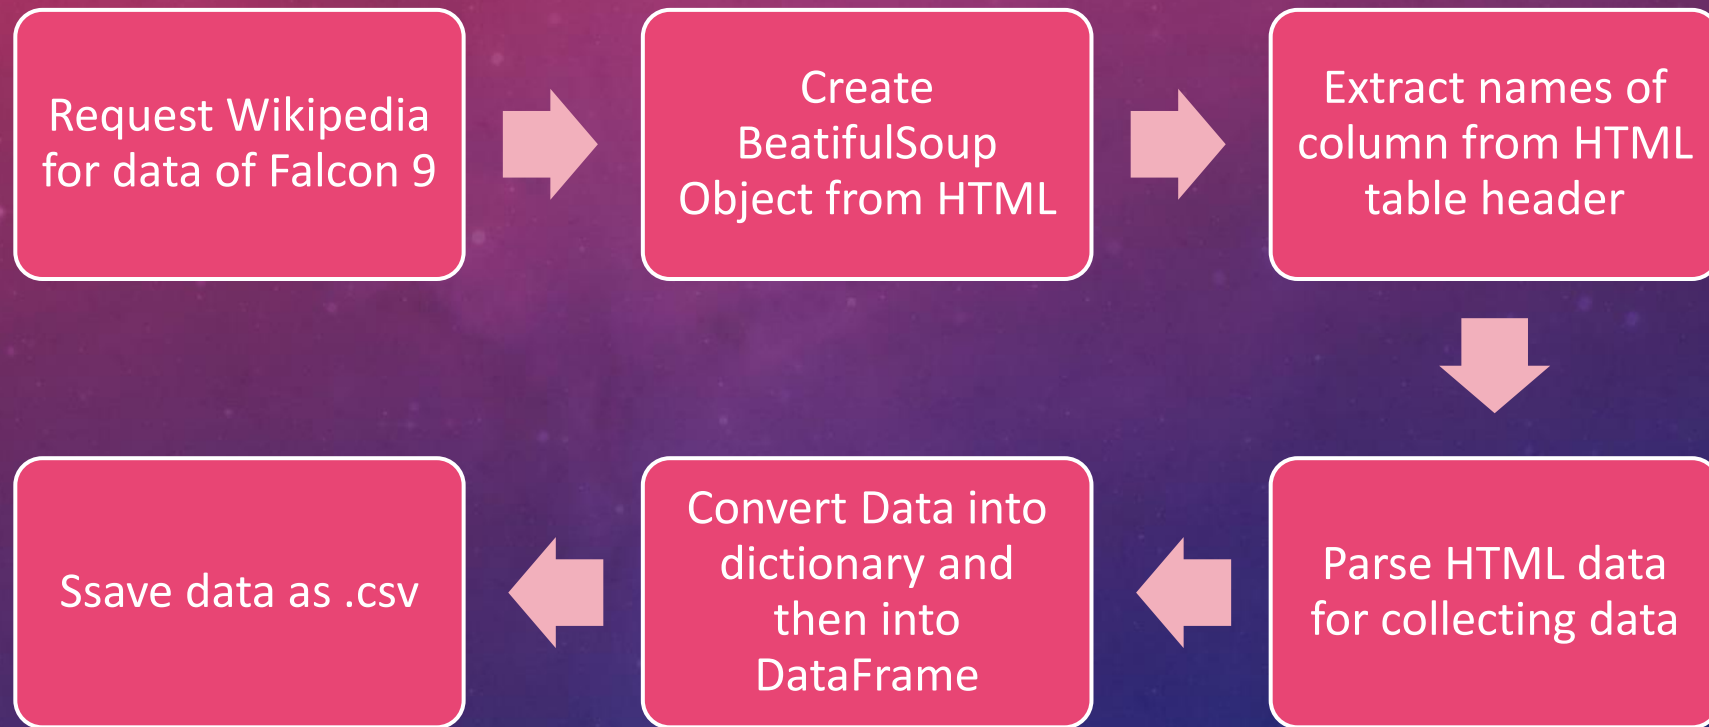 Request Wikipedia
for data of Falcon 9
Create
BeatifulSoup
Object from HTML
Extract names of
column from HTML
table header
Parse HTML data
for collecting data
Convert Data into
dictionary and
then into
DataFrame
Ssave data as .csv